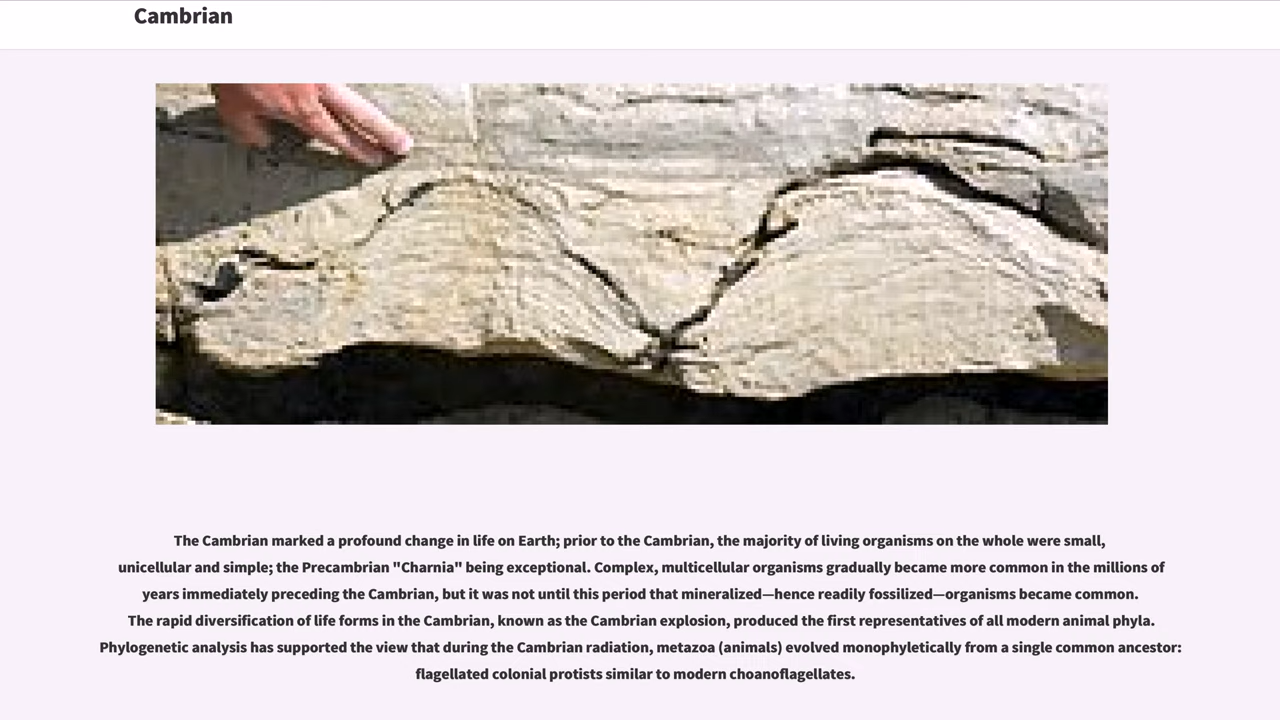 Cambrian
The Cambrian marked a profound change in life on Earth; prior to the Cambrian, the majority of living organisms on the whole were small,
unicellular and simple; the Precambrian "Charnia" being exceptional. Complex, multicellular organisms gradually became more common in the millions of
years immediately preceding the Cambrian, but it was not until this period that mineralized—hence readily fossilized—organisms became common.
The rapid diversification of life forms in the Cambrian, known as the Cambrian explosion, produced the first representatives of all modern animal phyla.
Phylogenetic analysis has supported the view that during the Cambrian radiation, metazoa (animals) evolved monophyletically from a single common ancestor:
flagellated colonial protists similar to modern choanoflagellates.